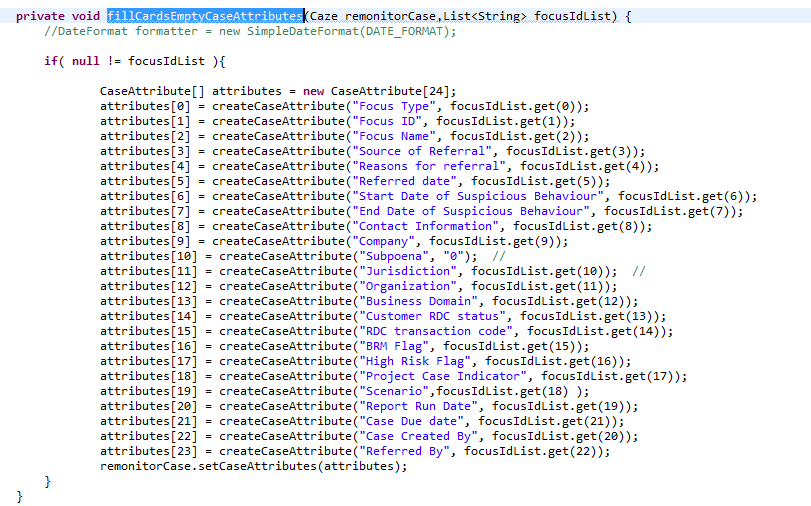 private void fillCardsEmptyCaseAttributes(Caze remonitorCase,List<String> focusIdList) {
//DateFormat formatter = new SimpleDateFormat(DATE_FORMAT);
if( null != focusIdList ){
CaseAttribute[] attributes = new CaseAttribute[24];
attributes[0] = createCaseAttribute("Focus Type", focusIdList.get(0));
attributes[1] = createCaseAttribute("Focus ID", focusIdList.get(1));
attributes[2] = createCaseAttribute("Focus Name", focusIdList.get(2));
attributes[3] = createCaseAttribute("Source of Referral", focusIdList.get(3));
attributes[4] = createCaseAttribute("Reasons for referral", focusIdList.get(4));
attributes[5] = createCaseAttribute("Referred date", focusIdList.get(5));
attributes[6] = createCaseAttribute("Start Date of Suspicious Behaviour", focusIdList.get(6));
attributes[7] = createCaseAttribute("End Date of Suspicious Behaviour", focusIdList.get(7));
attributes[8] = createCaseAttribute("Contact Information", focusIdList.get(8));
attributes[9] = createCaseAttribute("Company", focusIdList.get(9));
attributes[10] = createCaseAttribute("Subpoena", "0");  //
attributes[11] = createCaseAttribute("Jurisdiction", focusIdList.get(10));  //
attributes[12] = createCaseAttribute("Organization", focusIdList.get(11));
attributes[13] = createCaseAttribute("Business Domain", focusIdList.get(12));
attributes[14] = createCaseAttribute("Customer RDC status", focusIdList.get(13));
attributes[15] = createCaseAttribute("RDC transaction code", focusIdList.get(14));
attributes[16] = createCaseAttribute("BRM Flag", focusIdList.get(15));
attributes[17] = createCaseAttribute("High Risk Flag", focusIdList.get(16));
attributes[18] = createCaseAttribute("Project Case Indicator", focusIdList.get(17));
attributes[19] = createCaseAttribute("Scenario",focusIdList.get(18) );
attributes[20] = createCaseAttribute("Report Run Date", focusIdList.get(19));
attributes[21] = createCaseAttribute("Case Due date", focusIdList.get(21));
attributes[22] = createCaseAttribute("Case Created By", focusIdList.get(20));
attributes[23] = createCaseAttribute("Referred By", focusIdList.get(22));
remonitorCase.setCaseAttributes(attributes);
}
}